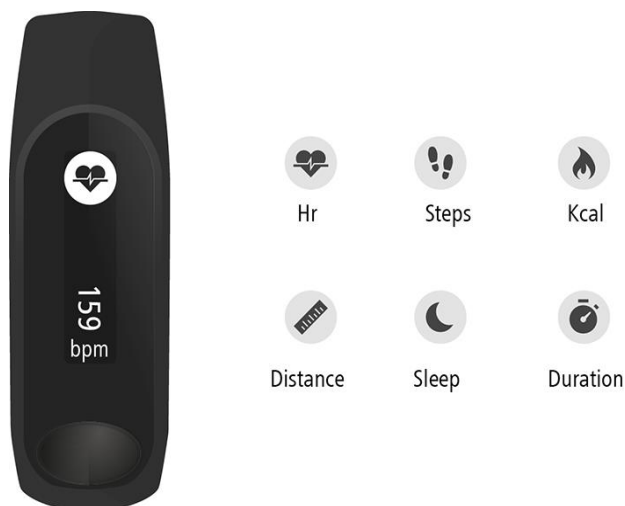 159
bpm
Hr
Steps
Kcal
Distance
Sleep
Duration